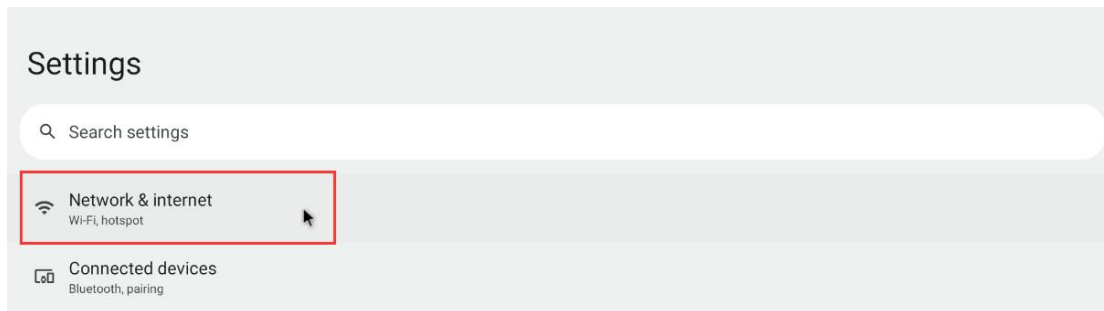 Settings
Search settings
Network & internet
Wi-Fi, hotspot
Connected devices
Bluetooth, pairing